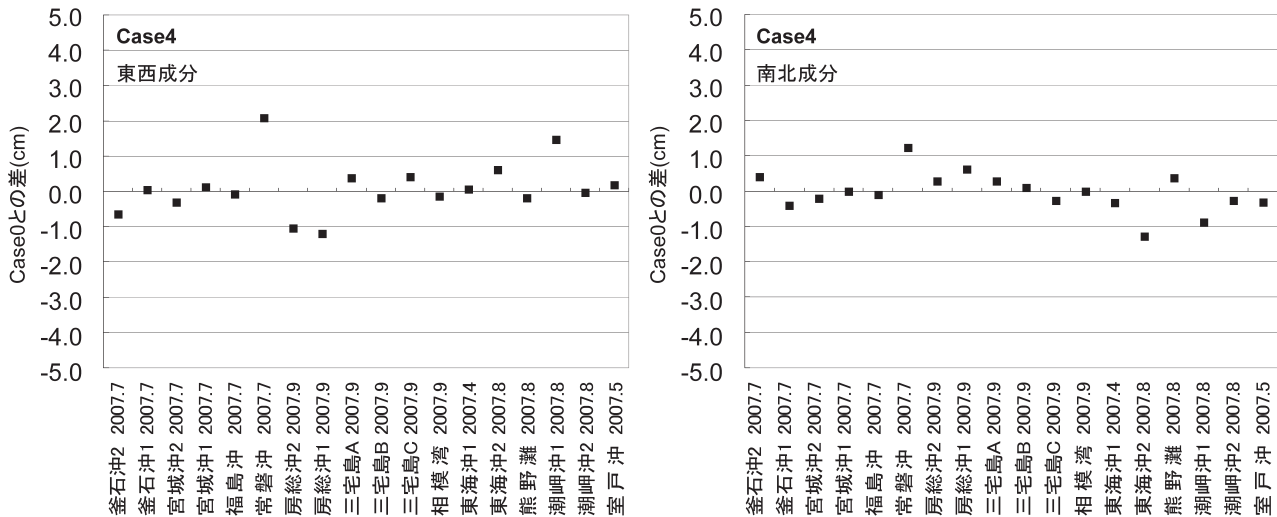 Case4
東西成分
Case0との差(cm)
5.0
4.0
3.0
2.0
1.0
0.0
-1.0
-2.0
-3.0
-4.0
-5.0
釜石沖2 2007.7
釜石沖1 2007.7
宮城沖2 2007.7
宮城沖1 2007.7
福島沖 2007.7
常磐沖 2007.7
房総沖2 2007.9
房総沖1 2007.9
三宅島A 2007.9
三宅島B 2007.9
三宅島C 2007.9
相模湾 2007.9
東海沖1 2007.4
東海沖2 2007.8
熊野灘 2007.8
潮岬沖1 2007.8
潮岬沖2 2007.8
室戸沖 2007.5
Case4
南北成分
Case0との差(cm)
5.0
4.0
3.0
2.0
1.0
0.0
-1.0
-2.0
-3.0
-4.0
-5.0
釜石沖2 2007.7
釜石沖1 2007.7
宮城沖2 2007.7
宮城沖1 2007.7
福島沖 2007.7
常磐沖 2007.7
房総沖2 2007.9
房総沖1 2007.9
三宅島A 2007.9
三宅島B 2007.9
三宅島C 2007.9
相模湾 2007.9
東海沖1 2007.4
東海沖2 2007.8
熊野灘 2007.8
潮岬沖1 2007.8
潮岬沖2 2007.8
室戸沖 2007.5